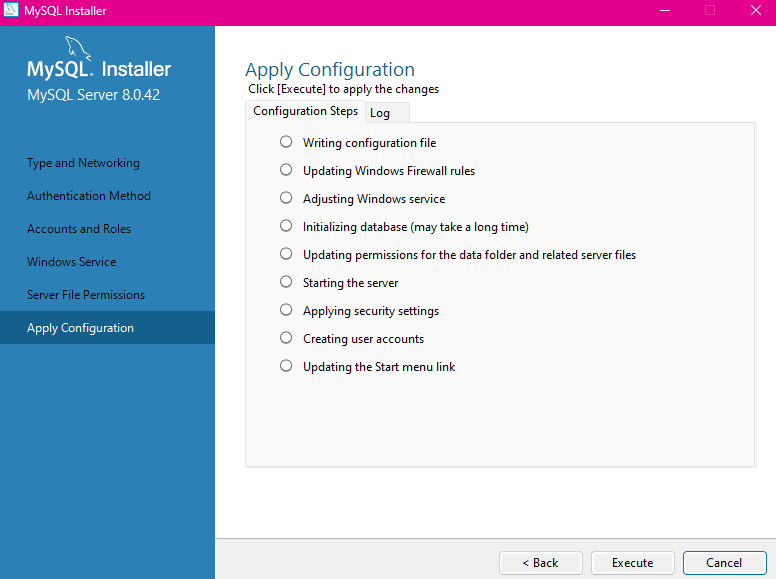 MySQL Installer
MySQL. Installer
MySQL Server 8.0.42
Type and Networking
Authentication Method
Accounts and Roles
Windows Service
Server File Permissions
Apply Configuration
Apply Configuration
Click [Execute] to apply the changes
Configuration Steps
Log
Writing configuration file
Updating Windows Firewall rules
Adjusting Windows service
Initializing database (may take a long time)
Updating permissions for the data folder and related server files
Starting the server
Applying security settings
Creating user accounts
Updating the Start menu link
< Back
Execute
Cancel